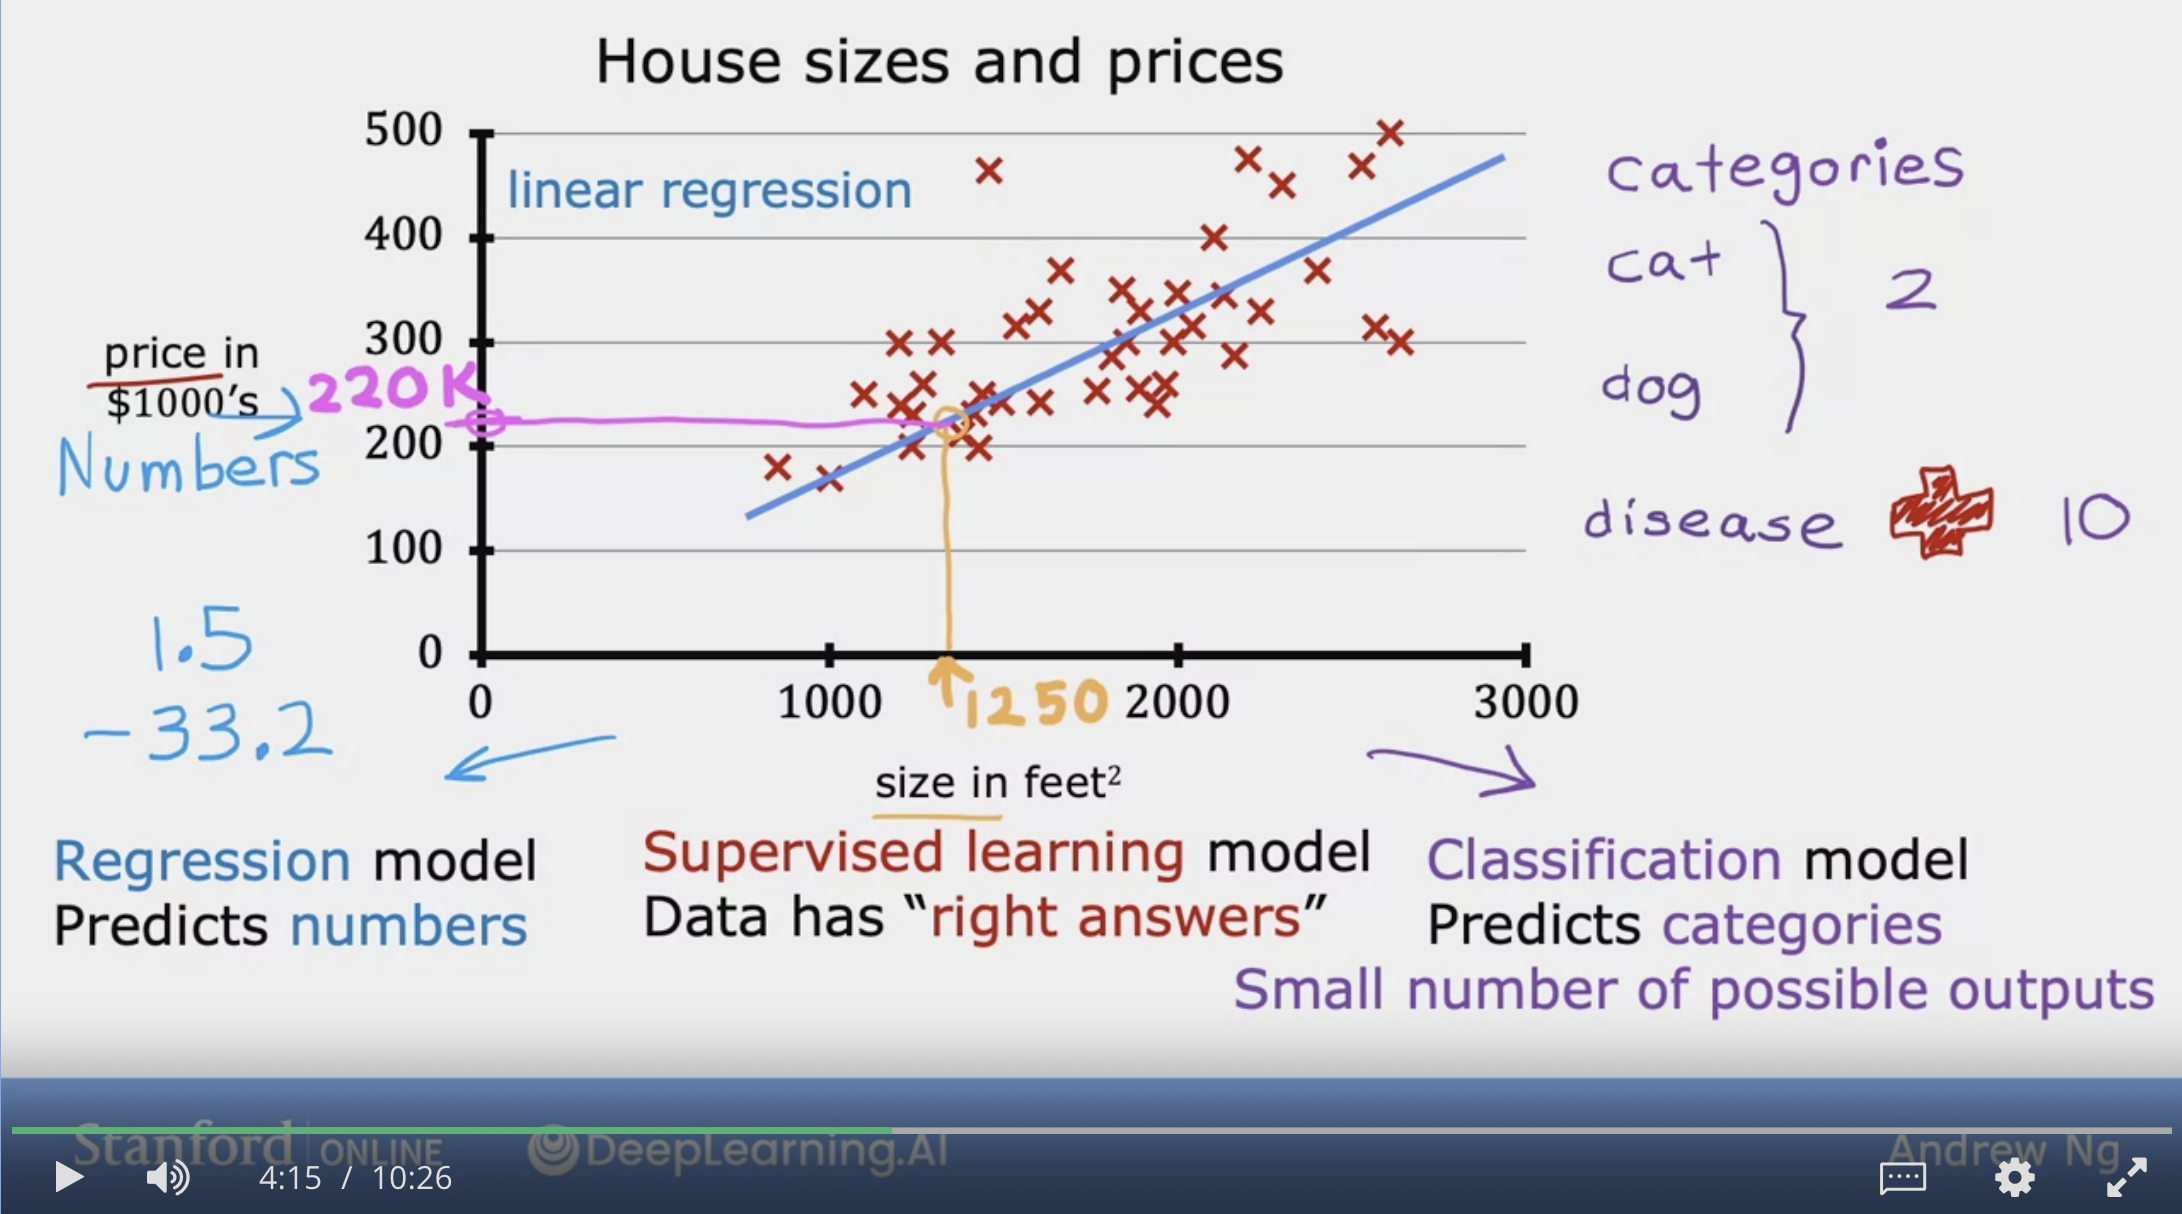 House sizes and prices
500
linear regression
400
300
200
100
0
price in
$1000's
220K
Numbers
1.5
-33.2
0
1000
1250
2000
3000
size in feet²
categories
cat
dog
2
disease
10
Regression model
Predicts numbers
Supervised learning model
Data has “right answers”
Classification model
Predicts categories
Small number of possible outputs
Stanford | ONLINE
DeepLearning.AI
Andrew Ng
4:15 / 10:26